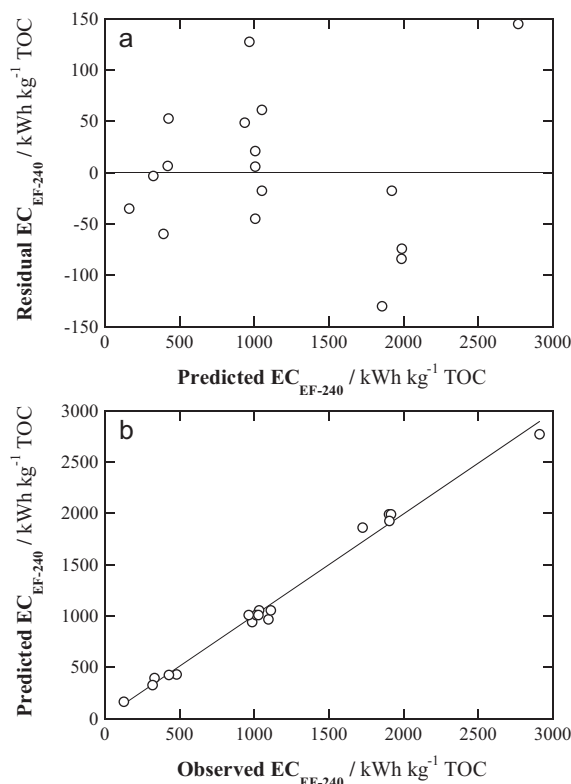 a
150
100
50
0
-50
-100
-150
0 500 1000 1500 2000 2500 3000
Residual EC_EF-240 / kWh kg⁻¹ TOC
Predicted EC_EF-240 / kWh kg⁻¹ TOC
b
3000
2500
2000
1500
1000
500
0
0 500 1000 1500 2000 2500 3000
Predicted EC_EF-240 / kWh kg⁻¹ TOC
Observed EC_EF-240 / kWh kg⁻¹ TOC